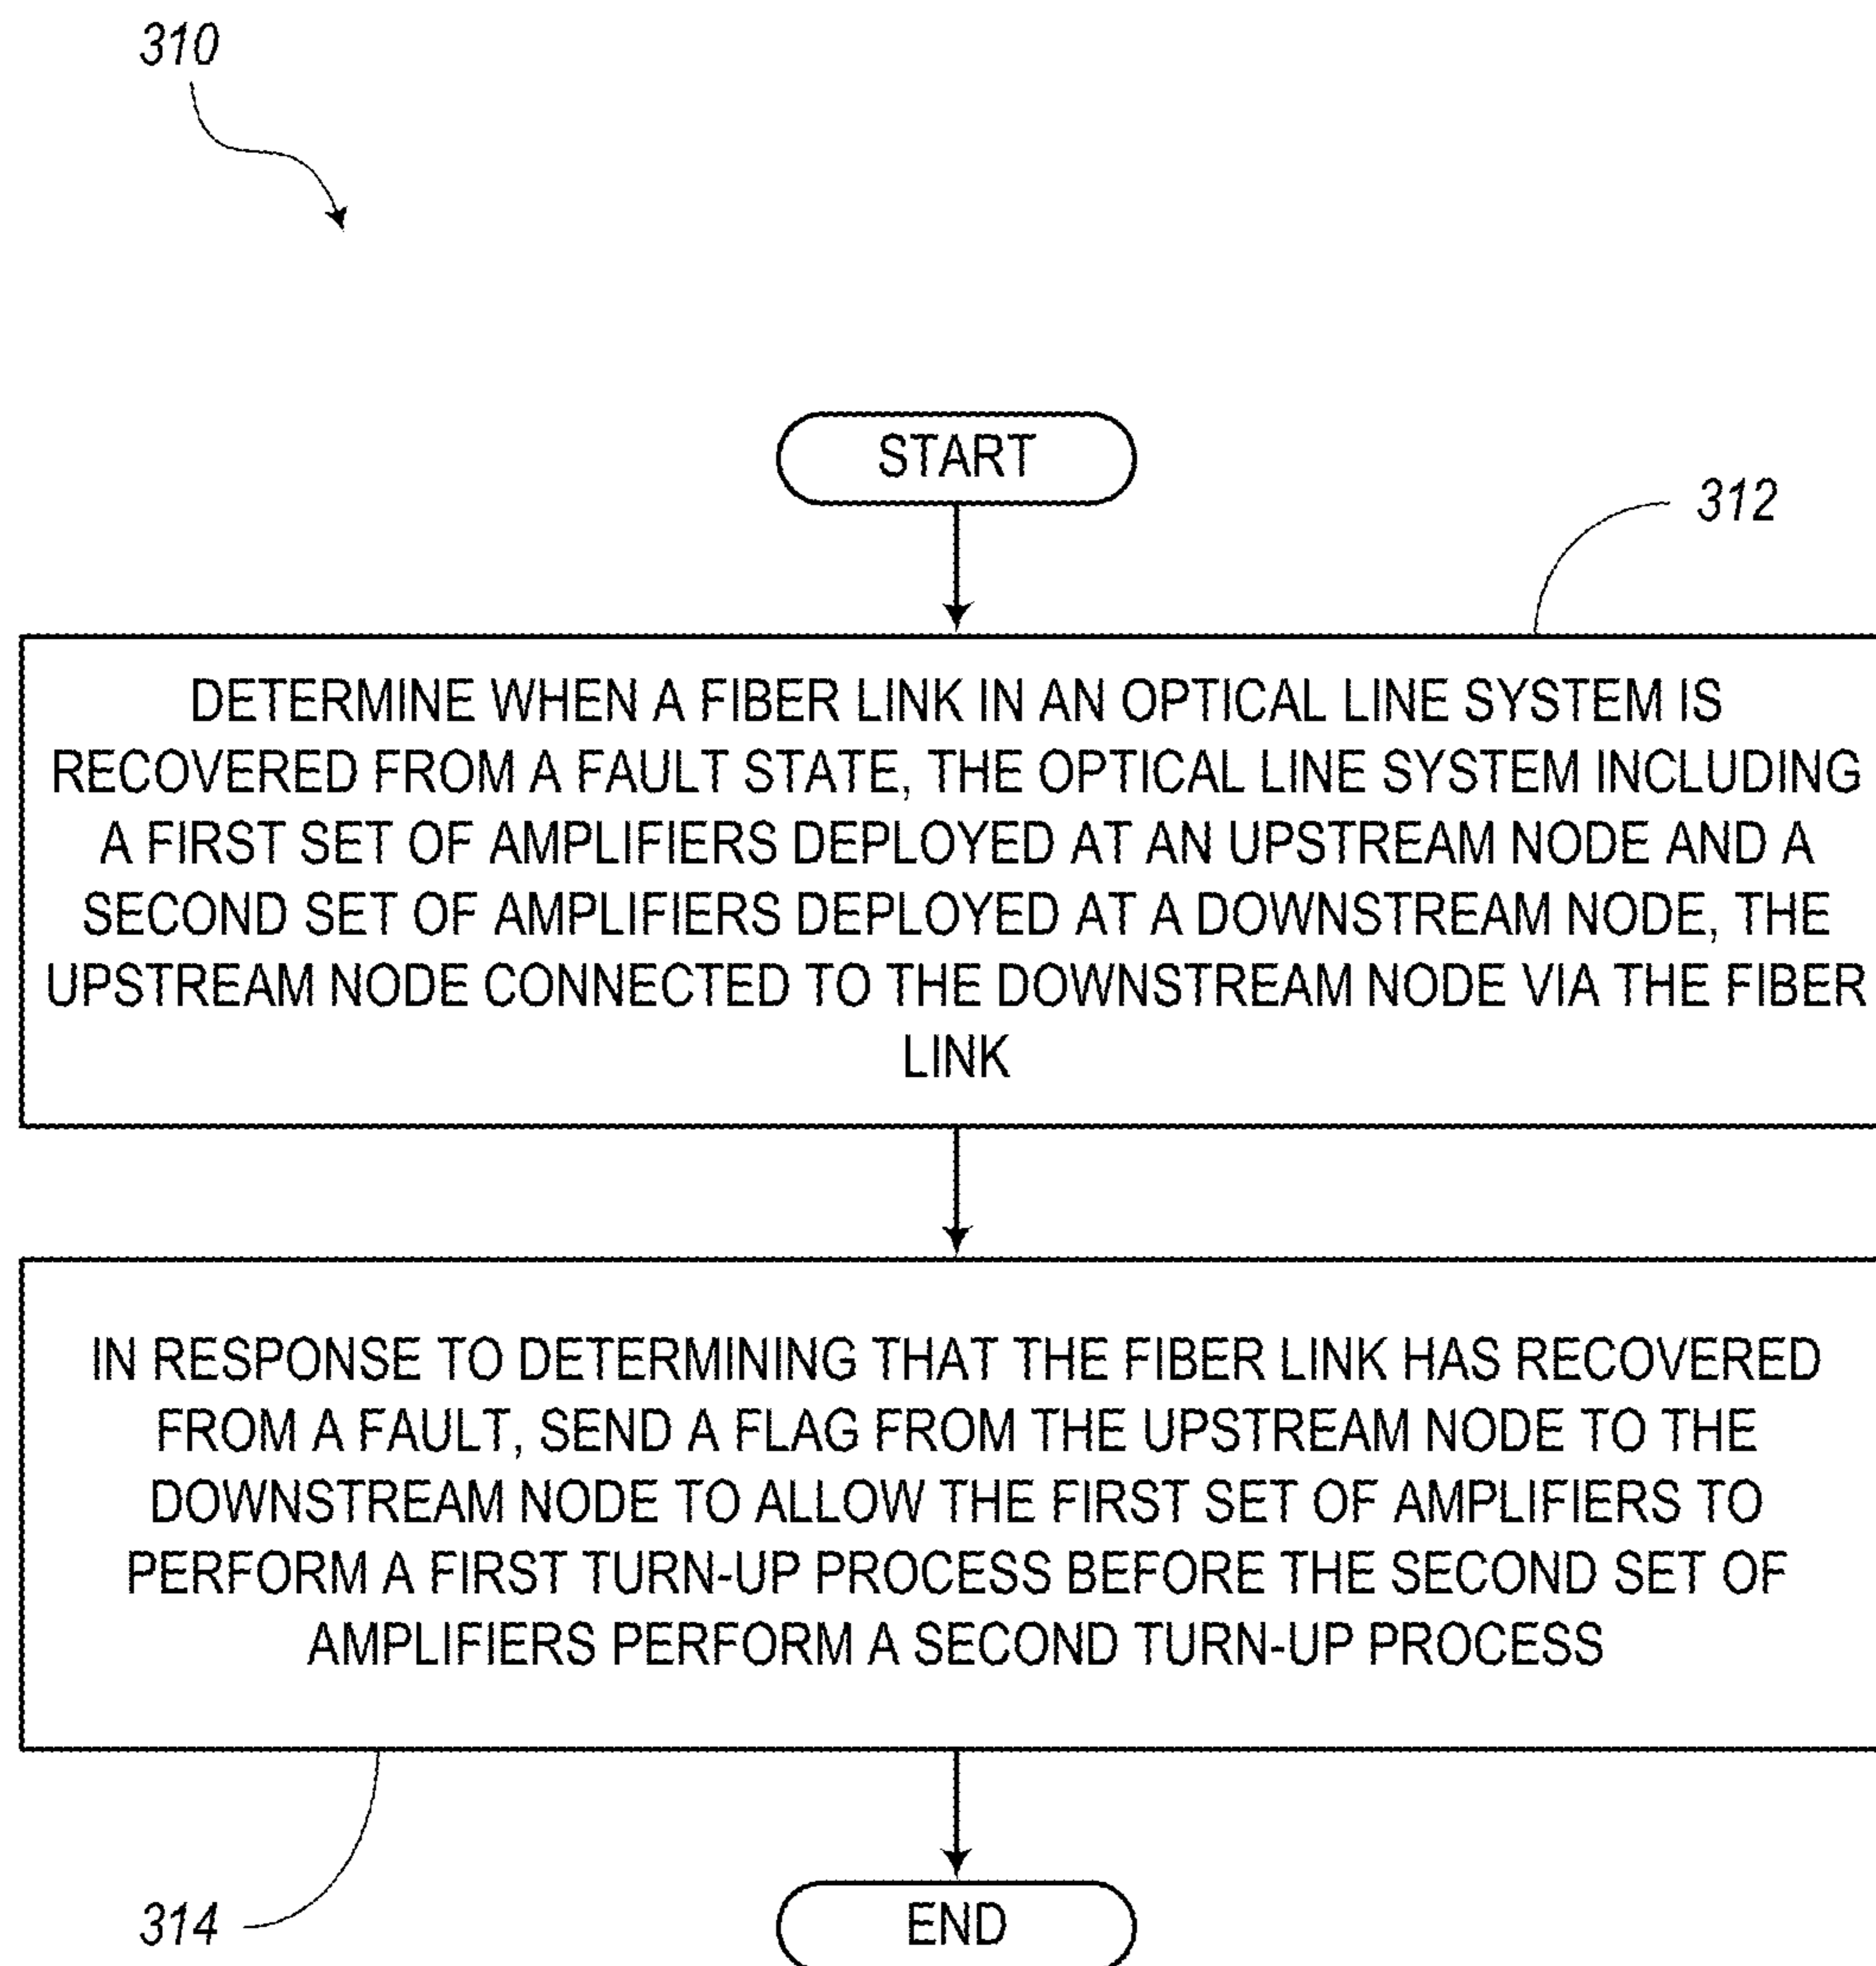 310
START
312
DETERMINE WHEN A FIBER LINK IN AN OPTICAL LINE SYSTEM IS
RECOVERED FROM A FAULT STATE, THE OPTICAL LINE SYSTEM INCLUDING
A FIRST SET OF AMPLIFIERS DEPLOYED AT AN UPSTREAM NODE AND A
SECOND SET OF AMPLIFIERS DEPLOYED AT A DOWNSTREAM NODE, THE
UPSTREAM NODE CONNECTED TO THE DOWNSTREAM NODE VIA THE FIBER
LINK
IN RESPONSE TO DETERMINING THAT THE FIBER LINK HAS RECOVERED
FROM A FAULT, SEND A FLAG FROM THE UPSTREAM NODE TO THE
DOWNSTREAM NODE TO ALLOW THE FIRST SET OF AMPLIFIERS TO
PERFORM A FIRST TURN-UP PROCESS BEFORE THE SECOND SET OF
AMPLIFIERS PERFORM A SECOND TURN-UP PROCESS
314
END